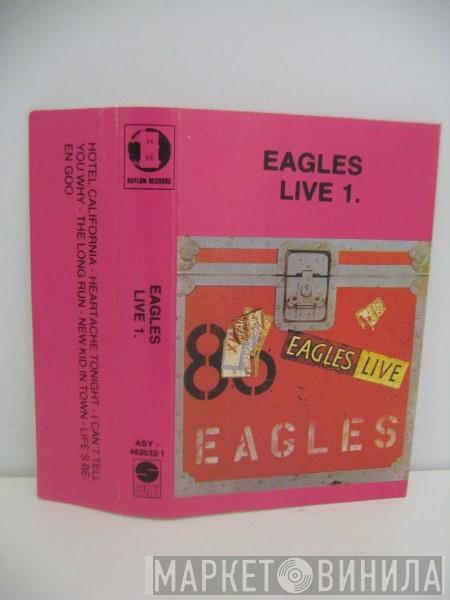 HOTEL CALIFORNIA - HEARTACHE TONIGHT - I CAN'T TELL
YOU WHY - THE LONG RUN - NEW KID IN TOWN - LIFE'S BE-
EN GOO
ASYLUM RECORDS
EAGLES
LIVE 1.
ASY -
462032/1
EAGLES
LIVE 1.
86
EAGLES LIVE
EAGLES
МАРКЕТ ВИНИЛА